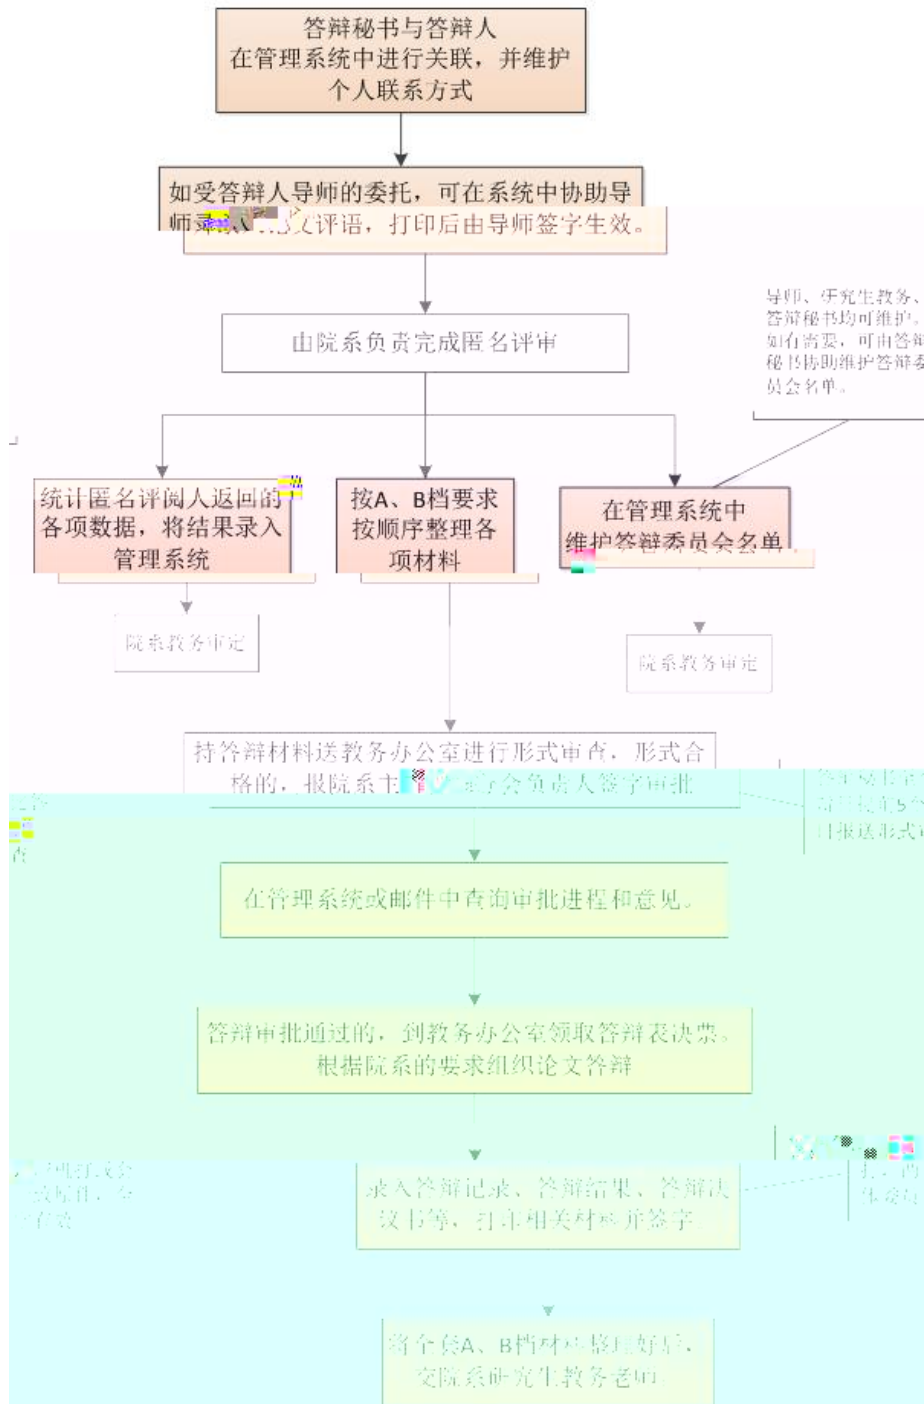 答辩秘书与答辩人
在管理系统中进行关联，并维护
个人联系方式
如受答辩人导师的委托，可在系统中协助导
师录 评语，打印后由导师签字生效。
由院系负责完成匿名评审
导师、研究生教务、
答辩秘书均可维护。
如有需要，可由答辩
秘书协助维护答辩委
员会名单。
统计匿名评阅人返回的
各项数据，将结果录入
管理系统
按A、B档要求
按顺序整理各
项材料
在管理系统中
维护答辩委员会名单
院系教务审定
院系教务审定
持答辩材料送教务办公室进行形式审查，形式合
格的，报院系主 负责人签字审批
提前5
日报送形式
查
在管理系统或邮件中查询审批进程和意见。
答辩审批通过的，到教务办公室领取答辩表决票。
根据院系的要求组织论文答辩
录入答辩记录、答辩结果、答辩决
议书等，打印相关材料并签字
将全套A、B档材料整理好后，
交院系研究生教务老师